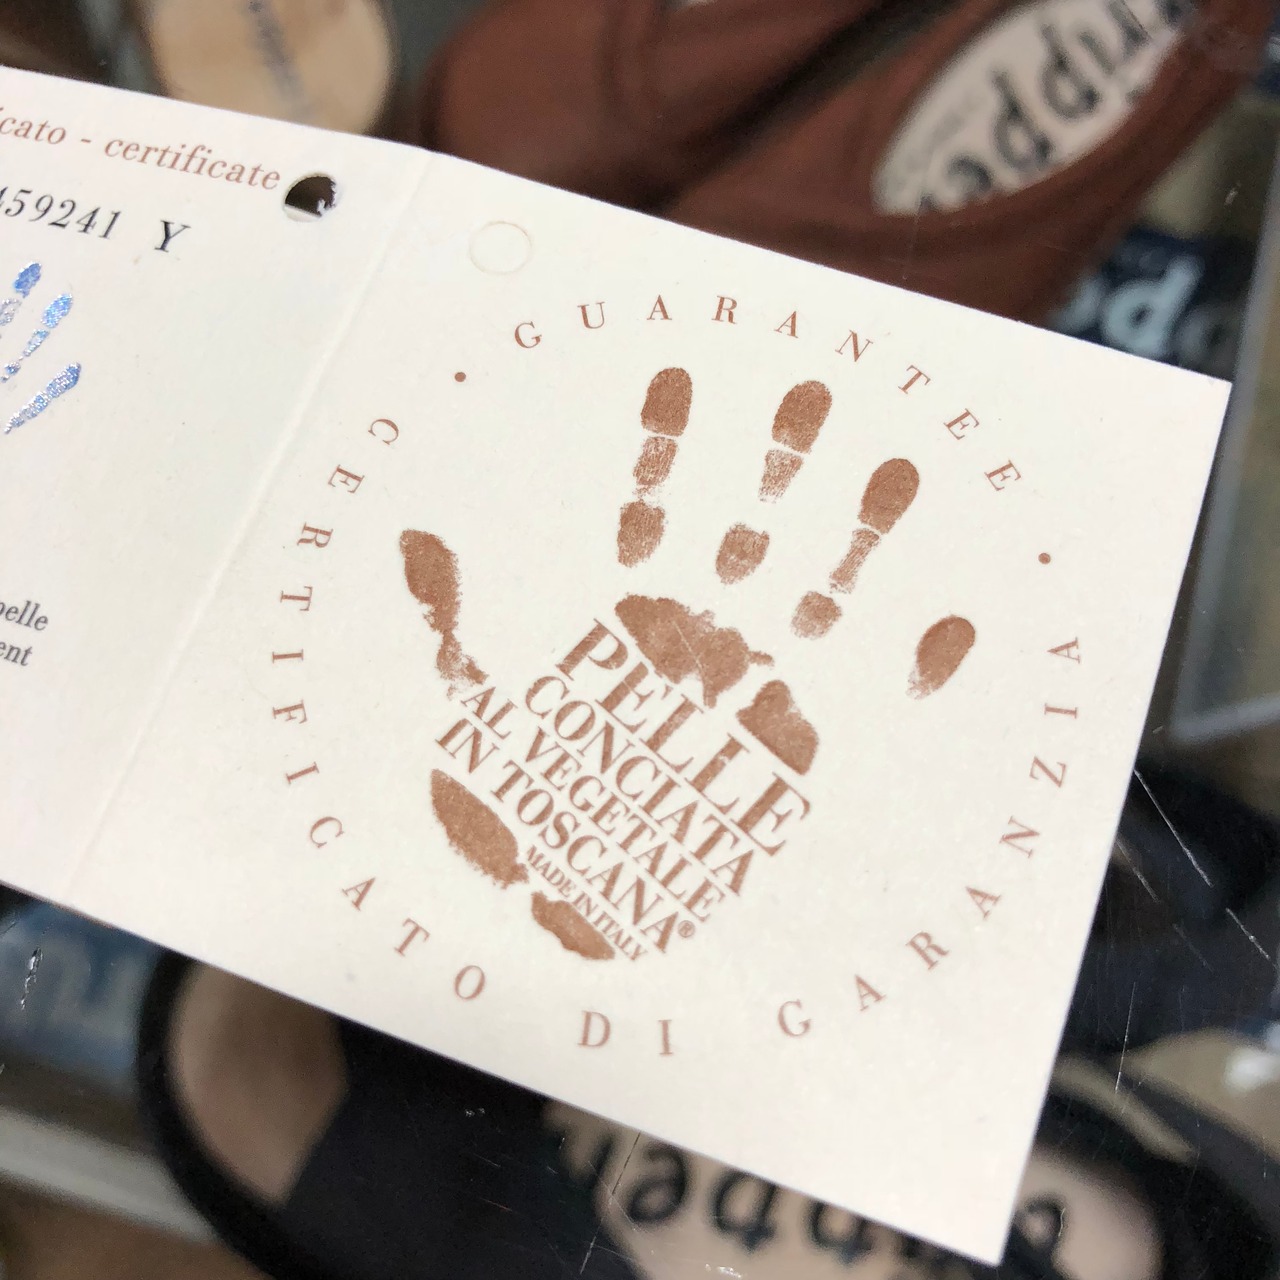 cato - certificate
459241 Y
pelle
ent
GUARANTEE • CERTIFICATO DI GARANZIA •
PELLE
CONCIATA
AL VEGETALE
IN TOSCANA®
MADE IN ITALY